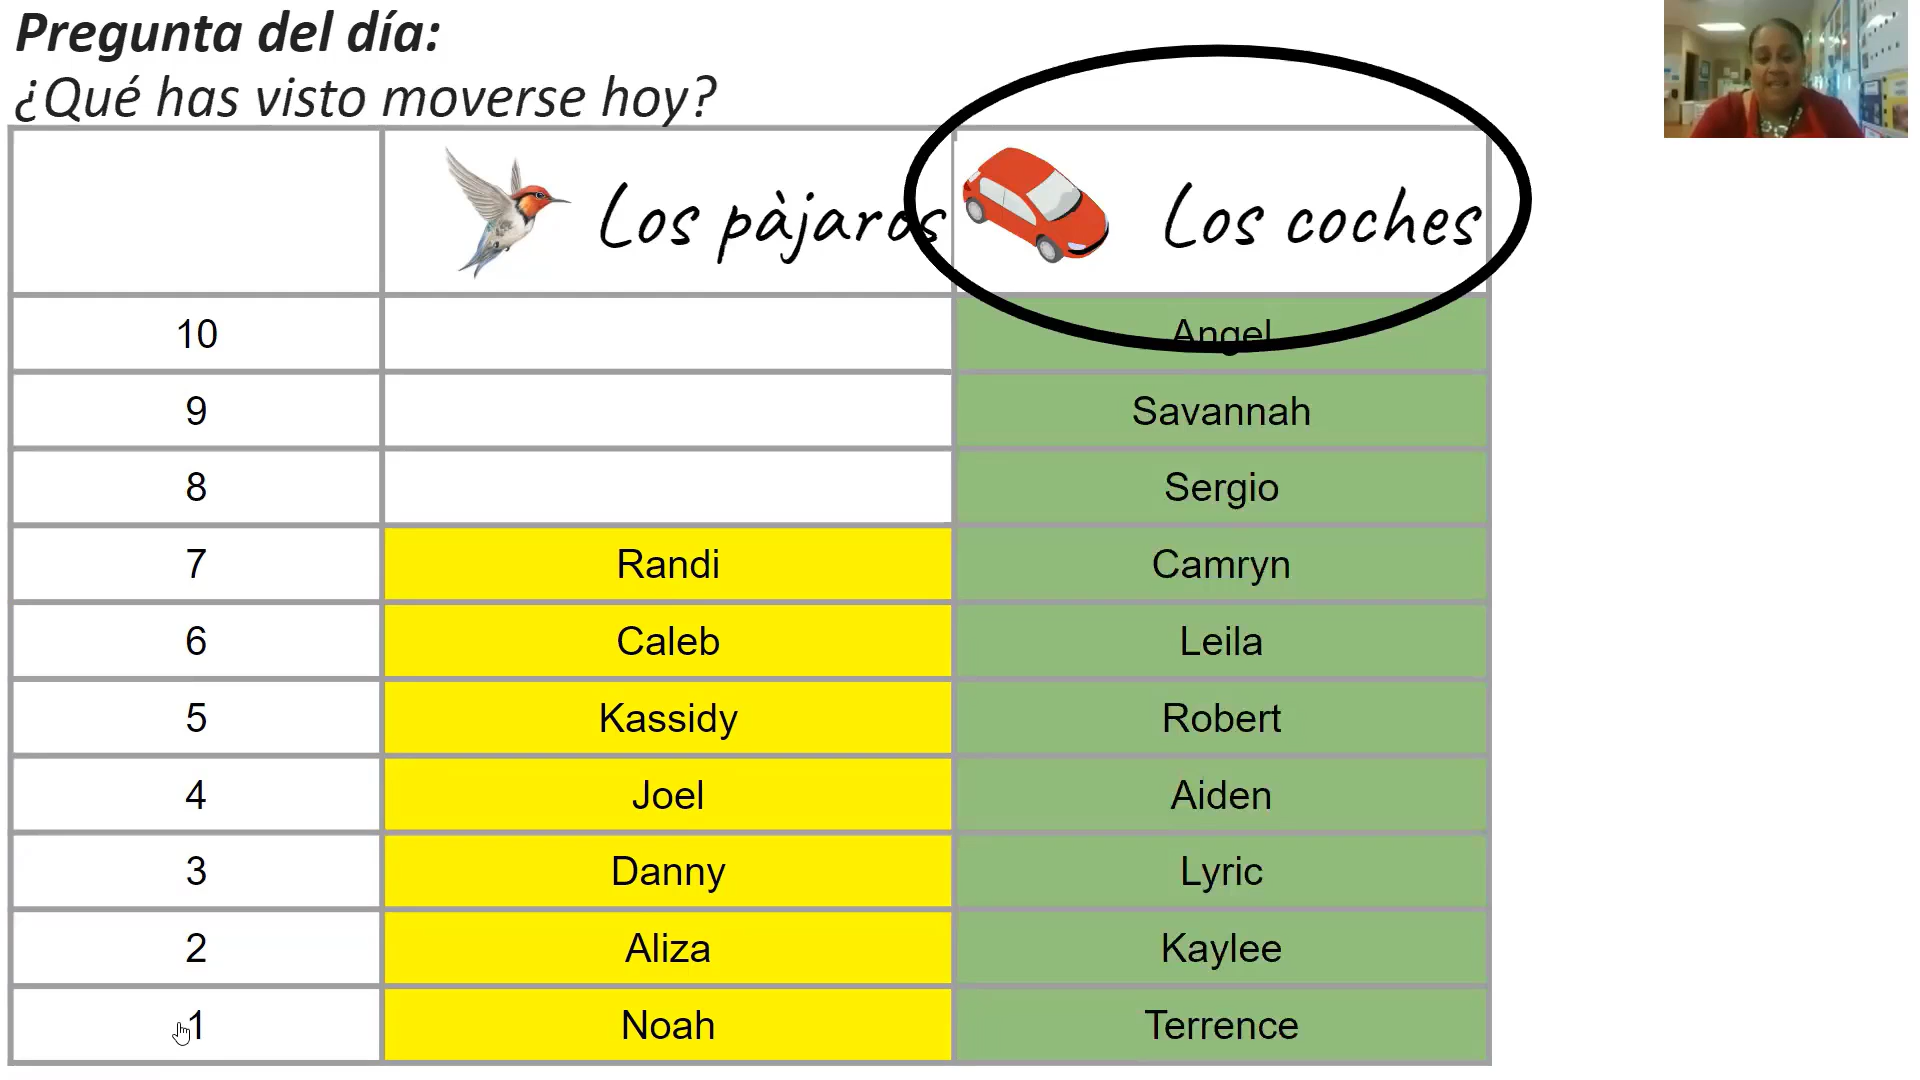 Pregunta del día:
¿Qué has visto moverse hoy?
Los pàjaros Los coches
10 Angel
9 Savannah
8 Sergio
7 Randi Camryn
6 Caleb Leila
5 Kassidy Robert
4 Joel Aiden
3 Danny Lyric
2 Aliza Kaylee
1 Noah Terrence